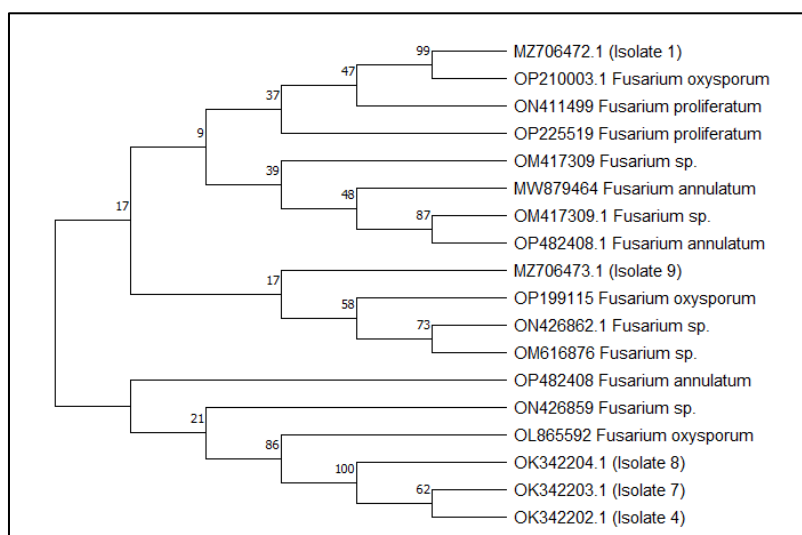 99
MZ706472.1 (Isolate 1)
47
OP210003.1 Fusarium oxysporum
37
ON411499 Fusarium proliferatum
9
OP225519 Fusarium proliferatum
39
OM417309 Fusarium sp.
48
MW879464 Fusarium annulatum
17
87
OM417309.1 Fusarium sp.
OP482408.1 Fusarium annulatum
17
MZ706473.1 (Isolate 9)
58
OP199115 Fusarium oxysporum
73
ON426862.1 Fusarium sp.
OM616876 Fusarium sp.
OP482408 Fusarium annulatum
21
ON426859 Fusarium sp.
86
OL865592 Fusarium oxysporum
100
OK342204.1 (Isolate 8)
62
OK342203.1 (Isolate 7)
OK342202.1 (Isolate 4)